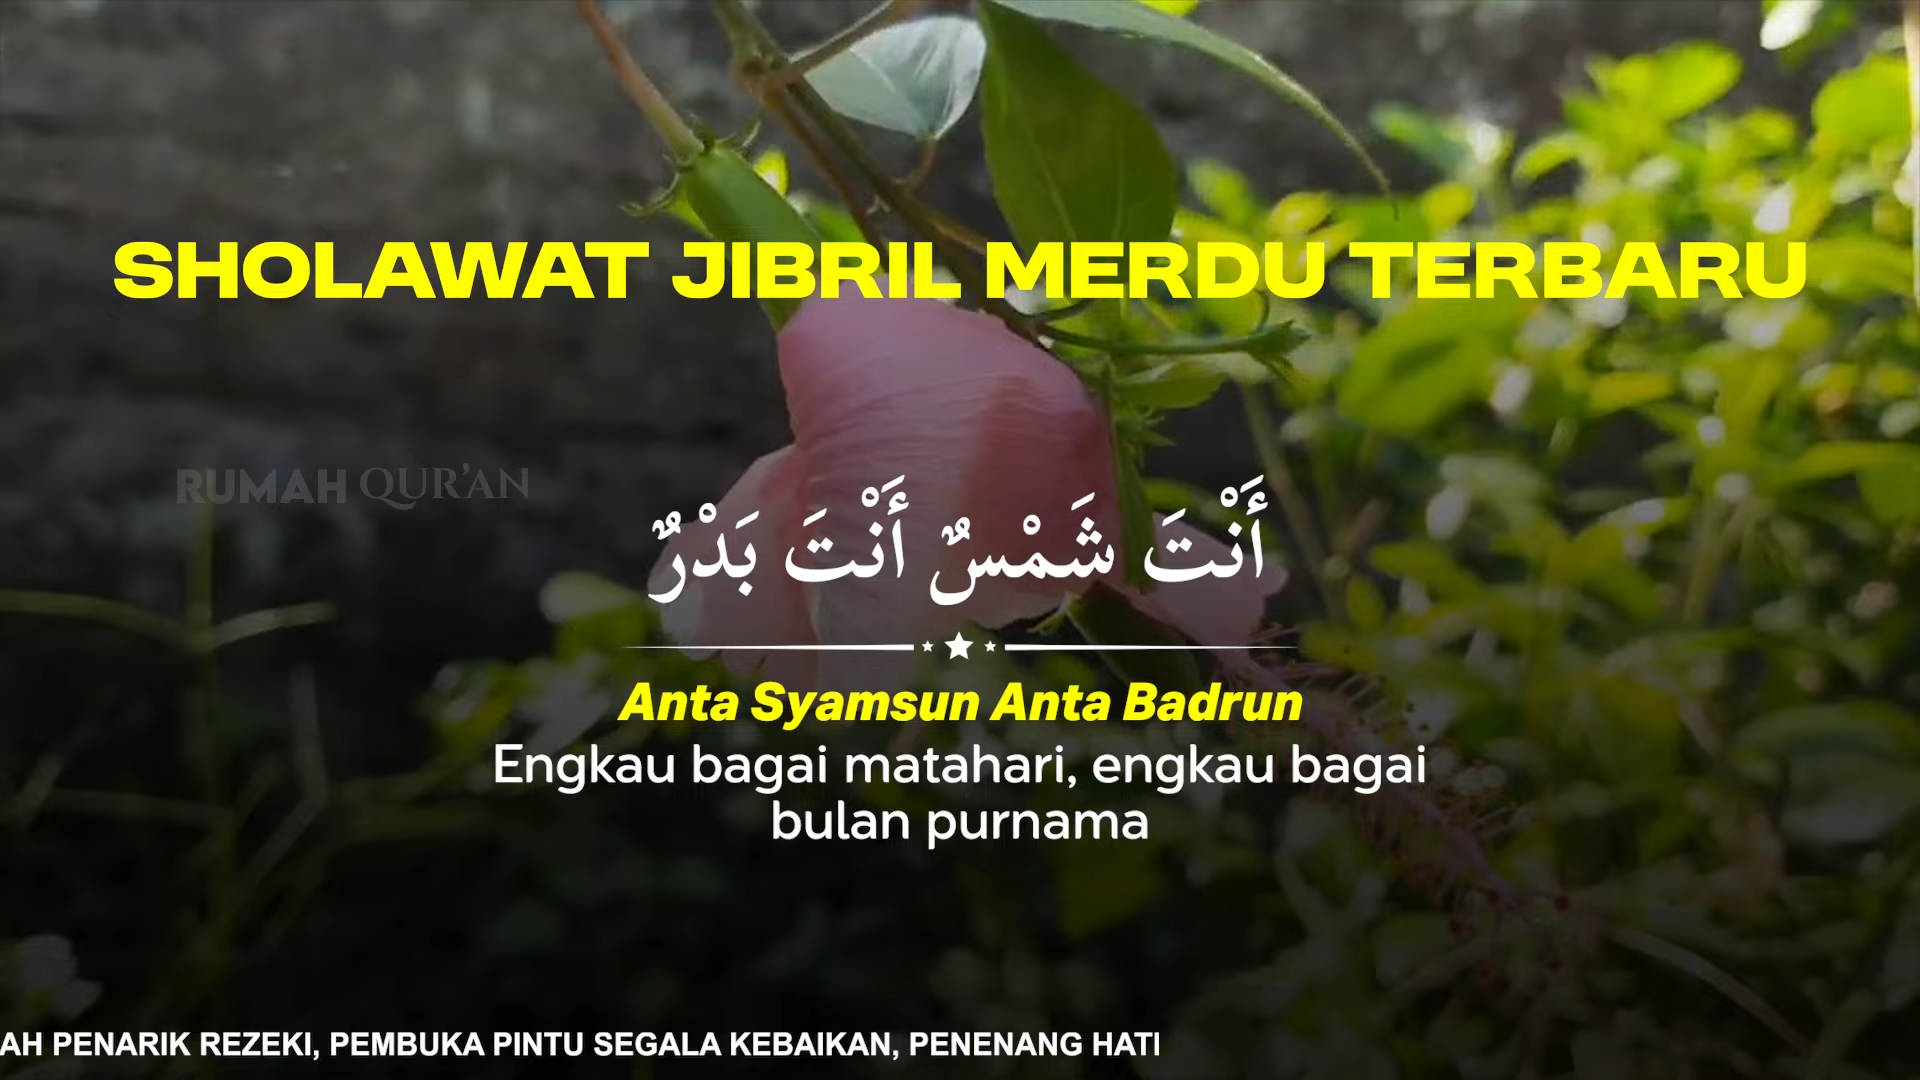 SHOLAWAT JIBRIL MERDU TERBARU
RUMAH QUR'AN
أَنْتَ شَمْسٌ أَنْتَ بَدْرٌ
Anta Syamsun Anta Badrun
Engkau bagai matahari, engkau bagai
bulan purnama
AH PENARIK REZEKI, PEMBUKA PINTU SEGALA KEBAIKAN, PENENANG HATI